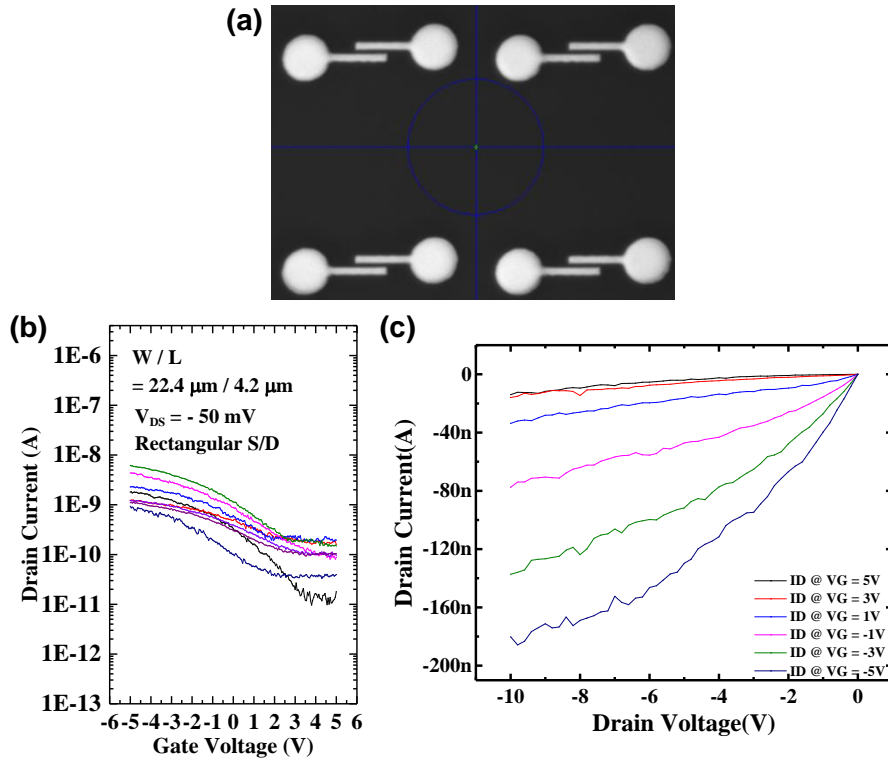 (a)
(b)
W / L
= 22.4 μm / 4.2 μm
V_DS = - 50 mV
Rectangular S/D
1E-6
1E-7
1E-8
1E-9
1E-10
1E-11
1E-12
1E-13
Drain Current (A)
-6 -5 -4 -3 -2 -1 0 1 2 3 4 5 6
Gate Voltage (V)
(c)
0
-40n
-80n
-120n
-160n
-200n
Drain Current(A)
ID @ VG = 5V
ID @ VG = 3V
ID @ VG = 1V
ID @ VG = -1V
ID @ VG = -3V
ID @ VG = -5V
-10 -8 -6 -4 -2 0
Drain Voltage(V)